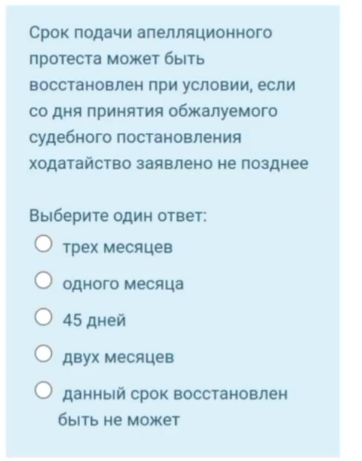 Срок подачи апелляционного
протеста может быть
восстановлен при условии, если
со дня принятия обжалуемого
судебного постановления
ходатайство заявлено не позднее
Выберите один ответ:
трех месяцев
одного месяца
45 дней
двух месяцев
данный срок восстановлен
быть не может